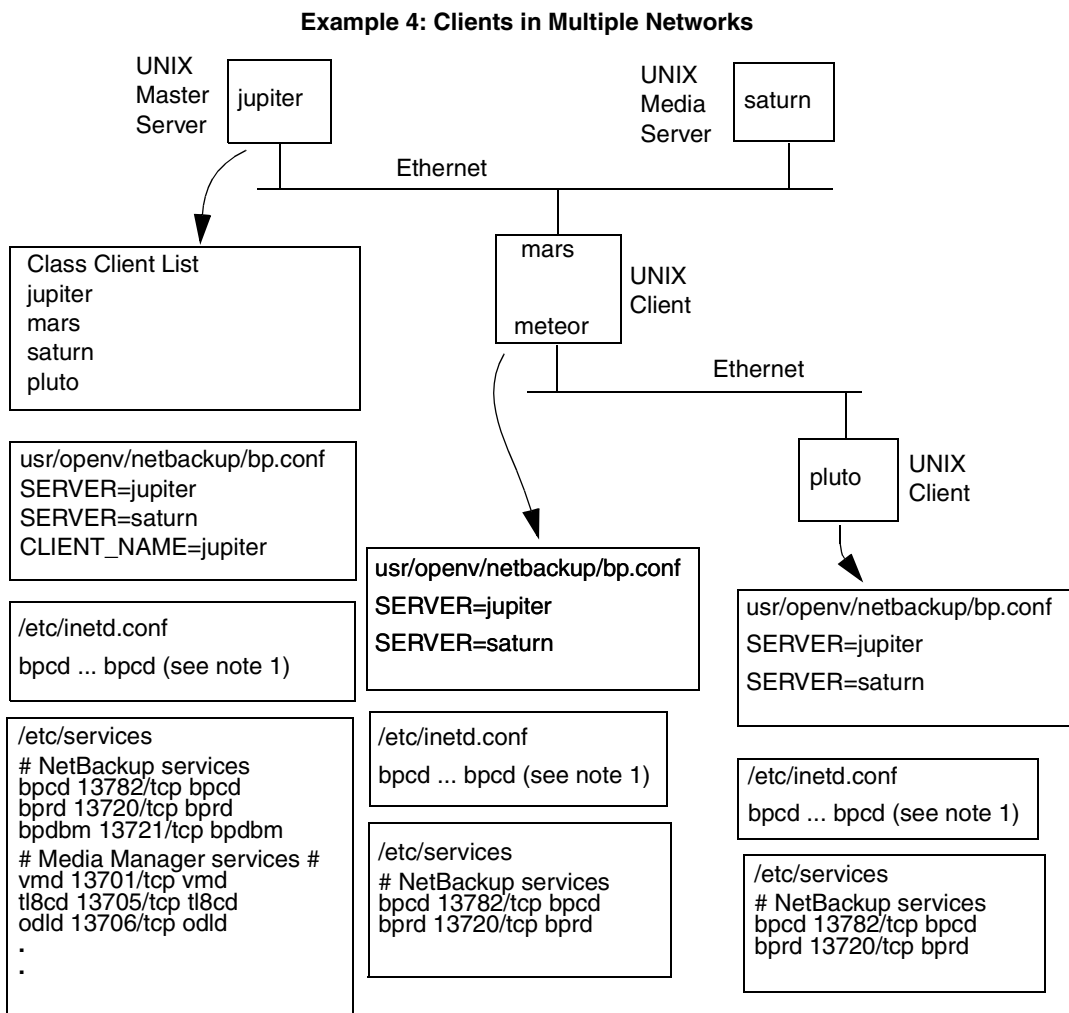 Example 4: Clients in Multiple Networks
UNIX
Master
Server
jupiter
UNIX
Media
Server
saturn
Ethernet
mars
meteor
UNIX
Client
Ethernet
pluto
UNIX
Client
Class Client List
jupiter
mars
saturn
pluto
usr/openv/netbackup/bp.conf
SERVER=jupiter
SERVER=saturn
CLIENT_NAME=jupiter
/etc/inetd.conf
bpcd ... bpcd (see note 1)
/etc/services
# NetBackup services
bpcd 13782/tcp bpcd
bprd 13720/tcp bprd
bpdbm 13721/tcp bpdbm
# Media Manager services #
vmd 13701/tcp vmd
tl8cd 13705/tcp tl8cd
odld 13706/tcp odld
.
.
usr/openv/netbackup/bp.conf
SERVER=jupiter
SERVER=saturn
/etc/inetd.conf
bpcd ... bpcd (see note 1)
/etc/services
# NetBackup services
bpcd 13782/tcp bpcd
bprd 13720/tcp bprd
usr/openv/netbackup/bp.conf
SERVER=jupiter
SERVER=saturn
/etc/inetd.conf
bpcd ... bpcd (see note 1)
/etc/services
# NetBackup services
bpcd 13782/tcp bpcd
bprd 13720/tcp bprd